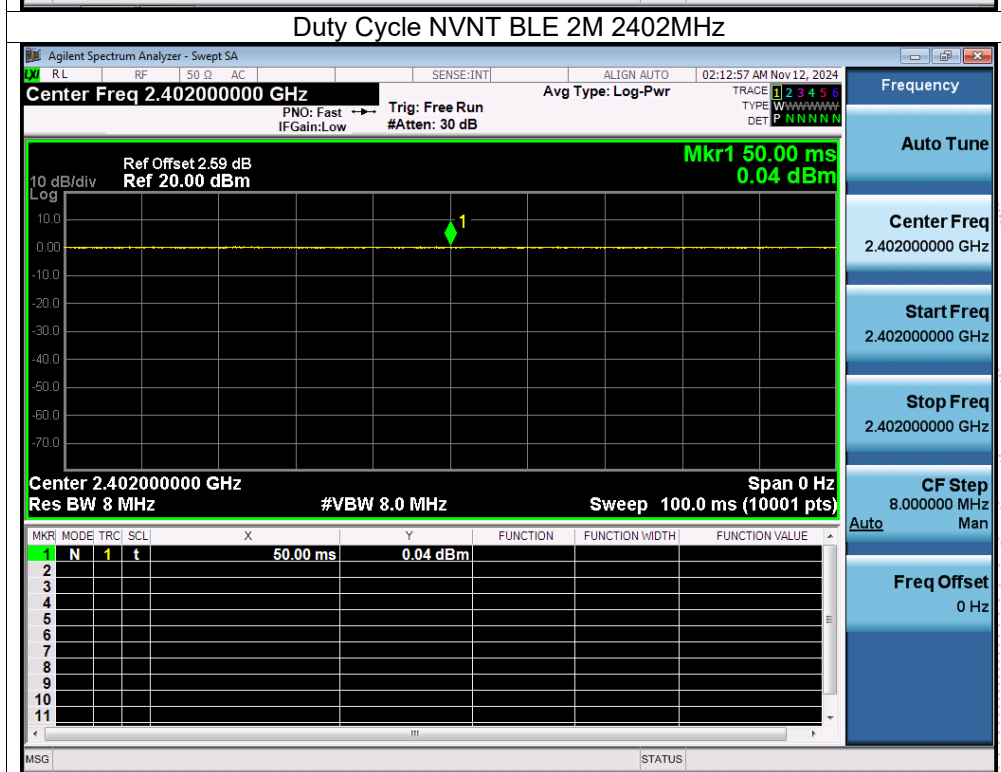 Duty Cycle NVNT BLE 2M 2402MHz
Agilent Spectrum Analyzer - Swept SA
LXI RL RF 50 Ω AC SENSE:INT ALIGN AUTO 02:12:57 AM Nov 12, 2024
Center Freq 2.402000000 GHz
PNO: Fast
IFGain:Low
Trig: Free Run
#Atten: 30 dB
Avg Type: Log-Pwr
TRACE 1 2 3 4 5 6
TYPE WWWWWW
DET P N N N N N
Mkr1 50.00 ms
0.04 dBm
Ref Offset 2.59 dB
10 dB/div Ref 20.00 dBm
Log
10.0
0.00
-10.0
-20.0
-30.0
-40.0
-50.0
-60.0
-70.0
1
Center 2.402000000 GHz Span 0 Hz
Res BW 8 MHz #VBW 8.0 MHz Sweep 100.0 ms (10001 pts)
MKR MODE TRC SCL X Y FUNCTION FUNCTION WIDTH FUNCTION VALUE
1 N 1 t 50.00 ms 0.04 dBm
2
3
4
5
6
7
8
9
10
11
MSG STATUS
Frequency
Auto Tune
Center Freq
2.402000000 GHz
Start Freq
2.402000000 GHz
Stop Freq
2.402000000 GHz
CF Step
8.000000 MHz
Auto Man
Freq Offset
0 Hz